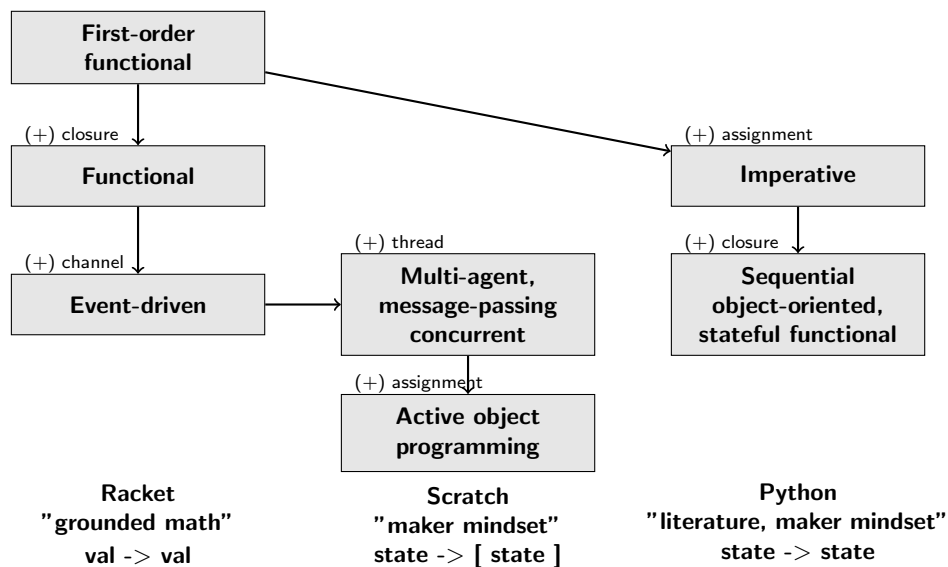 First-order
functional
(+) closure
(+) assignment
Functional
Imperative
(+) channel
(+) thread
(+) closure
Event-driven
Multi-agent,
message-passing
concurrent
Sequential
object-oriented,
stateful functional
(+) assignment
Active object
programming
Racket
"grounded math"
val -> val
Scratch
"maker mindset"
state -> [ state ]
Python
"literature, maker mindset"
state -> state